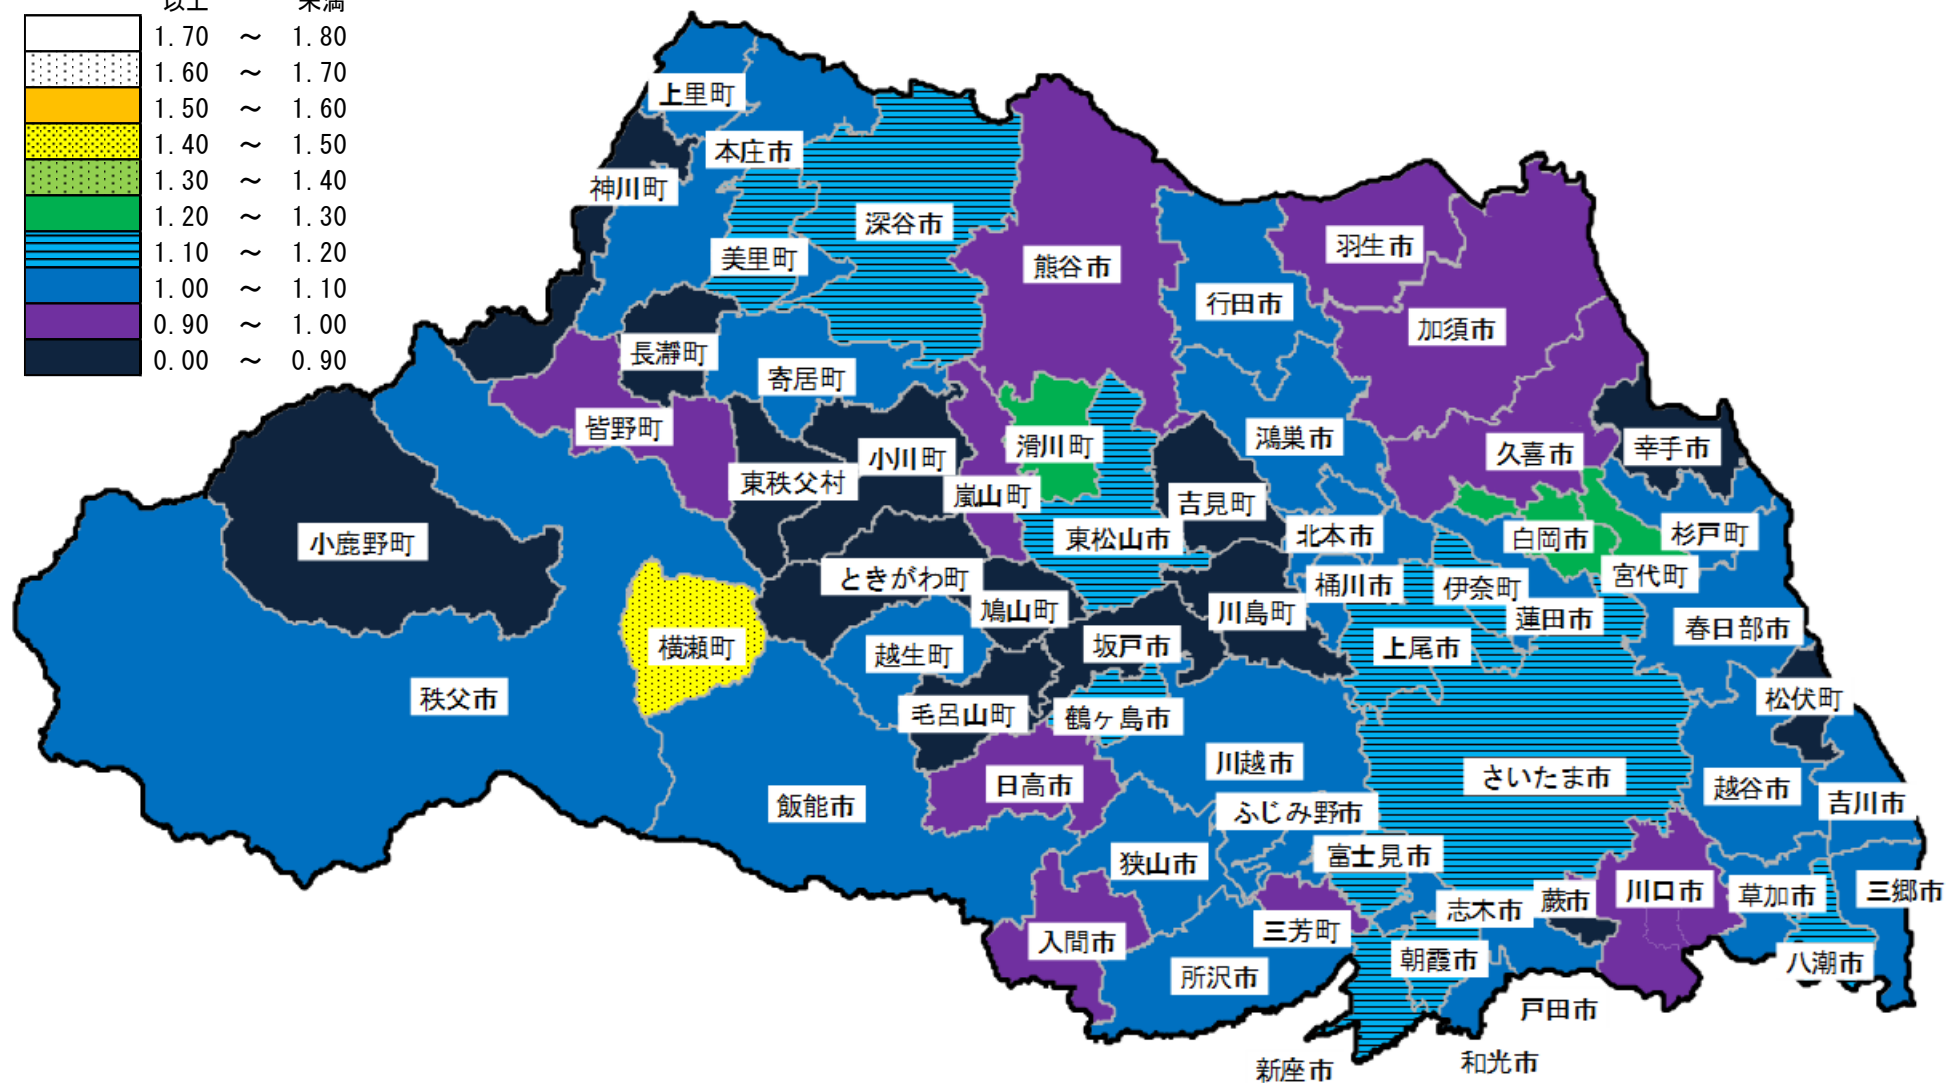 以上 未満
1.70 ～ 1.80
1.60 ～ 1.70
1.50 ～ 1.60
1.40 ～ 1.50
1.30 ～ 1.40
1.20 ～ 1.30
1.10 ～ 1.20
1.00 ～ 1.10
0.90 ～ 1.00
0.00 ～ 0.90
上里町
本庄市
神川町
深谷市
美里町
熊谷市
羽生市
行田市
加須市
長瀞町
寄居町
皆野町
小川町
滑川町
鴻巣市
久喜市
幸手市
東秩父村
嵐山町
吉見町
小鹿野町
東松山市
北本市
白岡市
杉戸町
ときがわ町
鳩山町
川島町
桶川市
伊奈町
宮代町
蓮田市
春日部市
横瀬町
越生町
坂戸市
上尾市
秩父市
毛呂山町
鶴ヶ島市
松伏町
日高市
川越市
さいたま市
越谷市
吉川市
飯能市
ふじみ野市
狭山市
富士見市
川口市
草加市
三郷市
志木市
蕨市
入間市
三芳町
朝霞市
八潮市
所沢市
戸田市
新座市
和光市